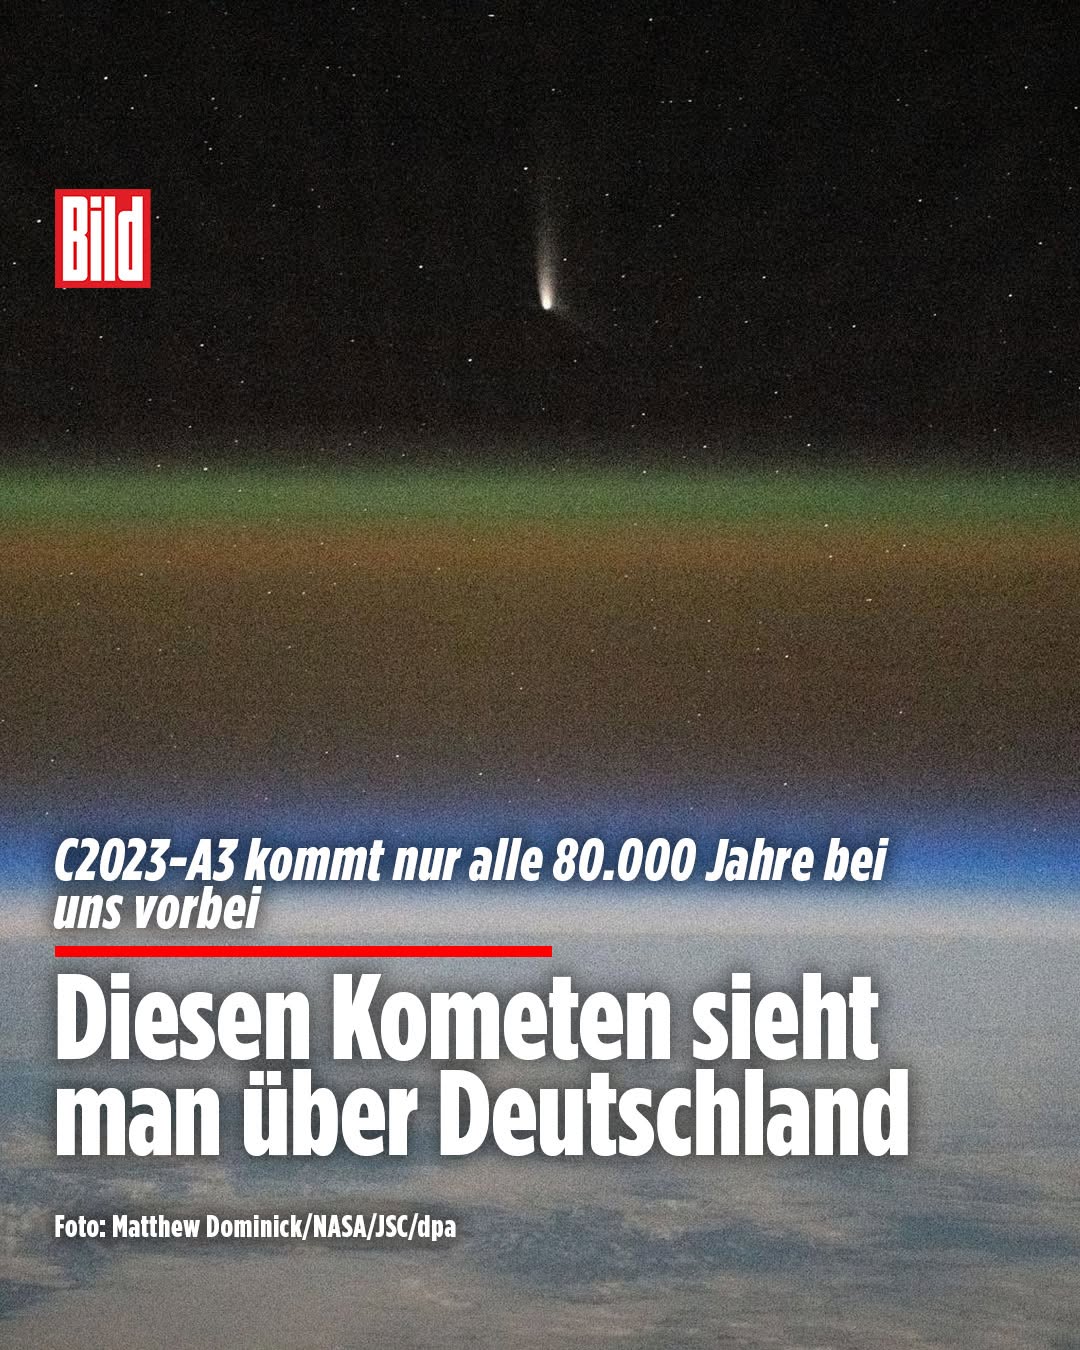 Bild
C2023-A3 kommt nur alle 80.000 Jahre bei
uns vorbei
Diesen Kometen sieht
man über Deutschland
Foto: Matthew Dominick/NASA/JSC/dpa